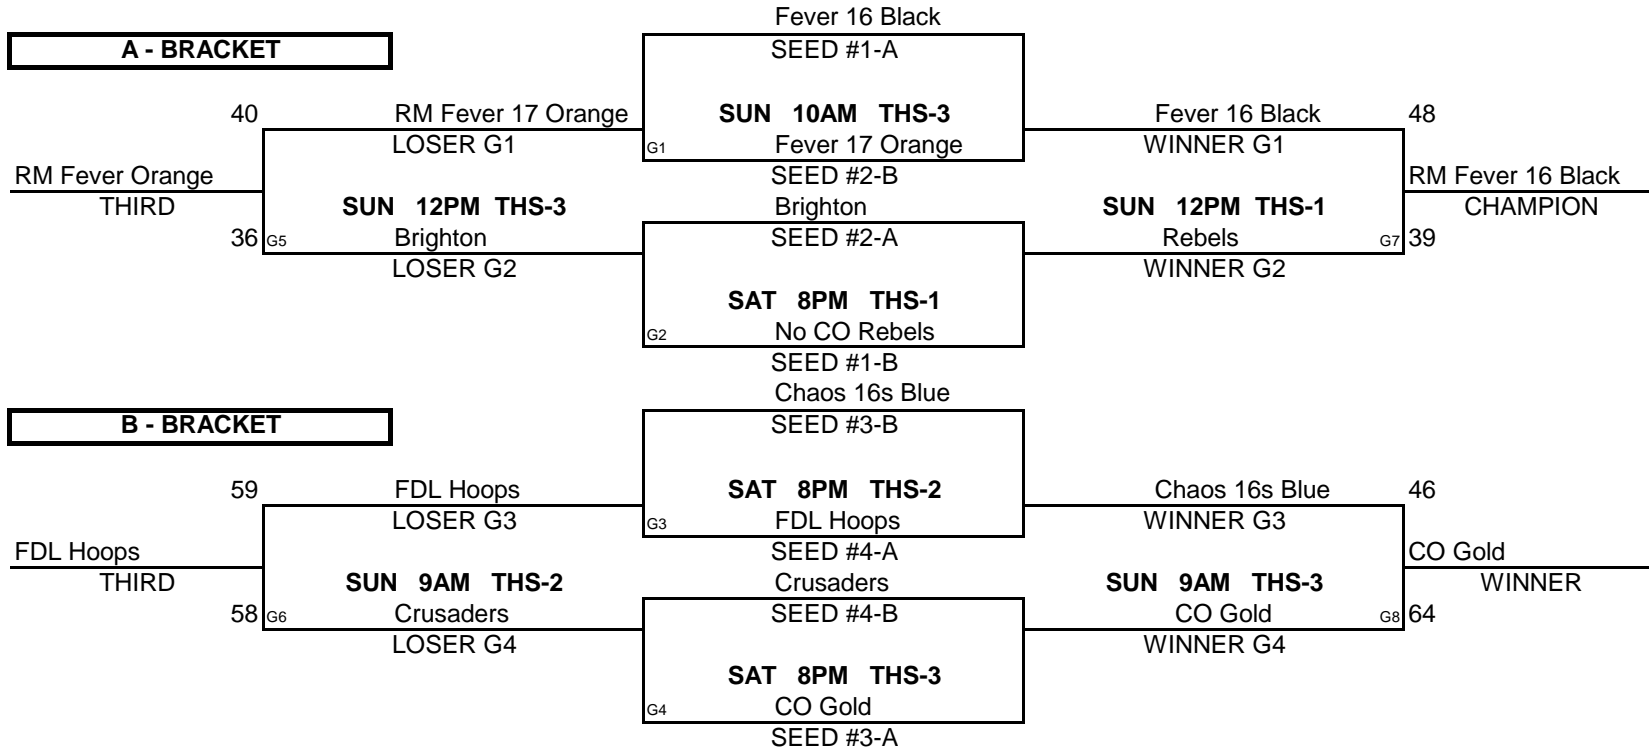 Fever 16 Black
A - BRACKET
SEED #1-A
40 RM Fever 17 Orange SUN 10AM THS-3 Fever 16 Black 48
LOSER G1 G1 Fever 17 Orange WINNER G1
RM Fever Orange SEED #2-B RM Fever 16 Black
THIRD SUN 12PM THS-3 Brighton SUN 12PM THS-1 CHAMPION
36 G5 Brighton SEED #2-A Rebels G7 39
LOSER G2 WINNER G2
SAT 8PM THS-1
G2 No CO Rebels
SEED #1-B
Chaos 16s Blue
B - BRACKET SEED #3-B
59 FDL Hoops SAT 8PM THS-2 Chaos 16s Blue 46
LOSER G3 G3 FDL Hoops WINNER G3
FDL Hoops SEED #4-A CO Gold
THIRD SUN 9AM THS-2 Crusaders SUN 9AM THS-3 WINNER
58 G6 Crusaders SEED #4-B CO Gold G8 64
LOSER G4 WINNER G4
SAT 8PM THS-3
G4 CO Gold
SEED #3-A